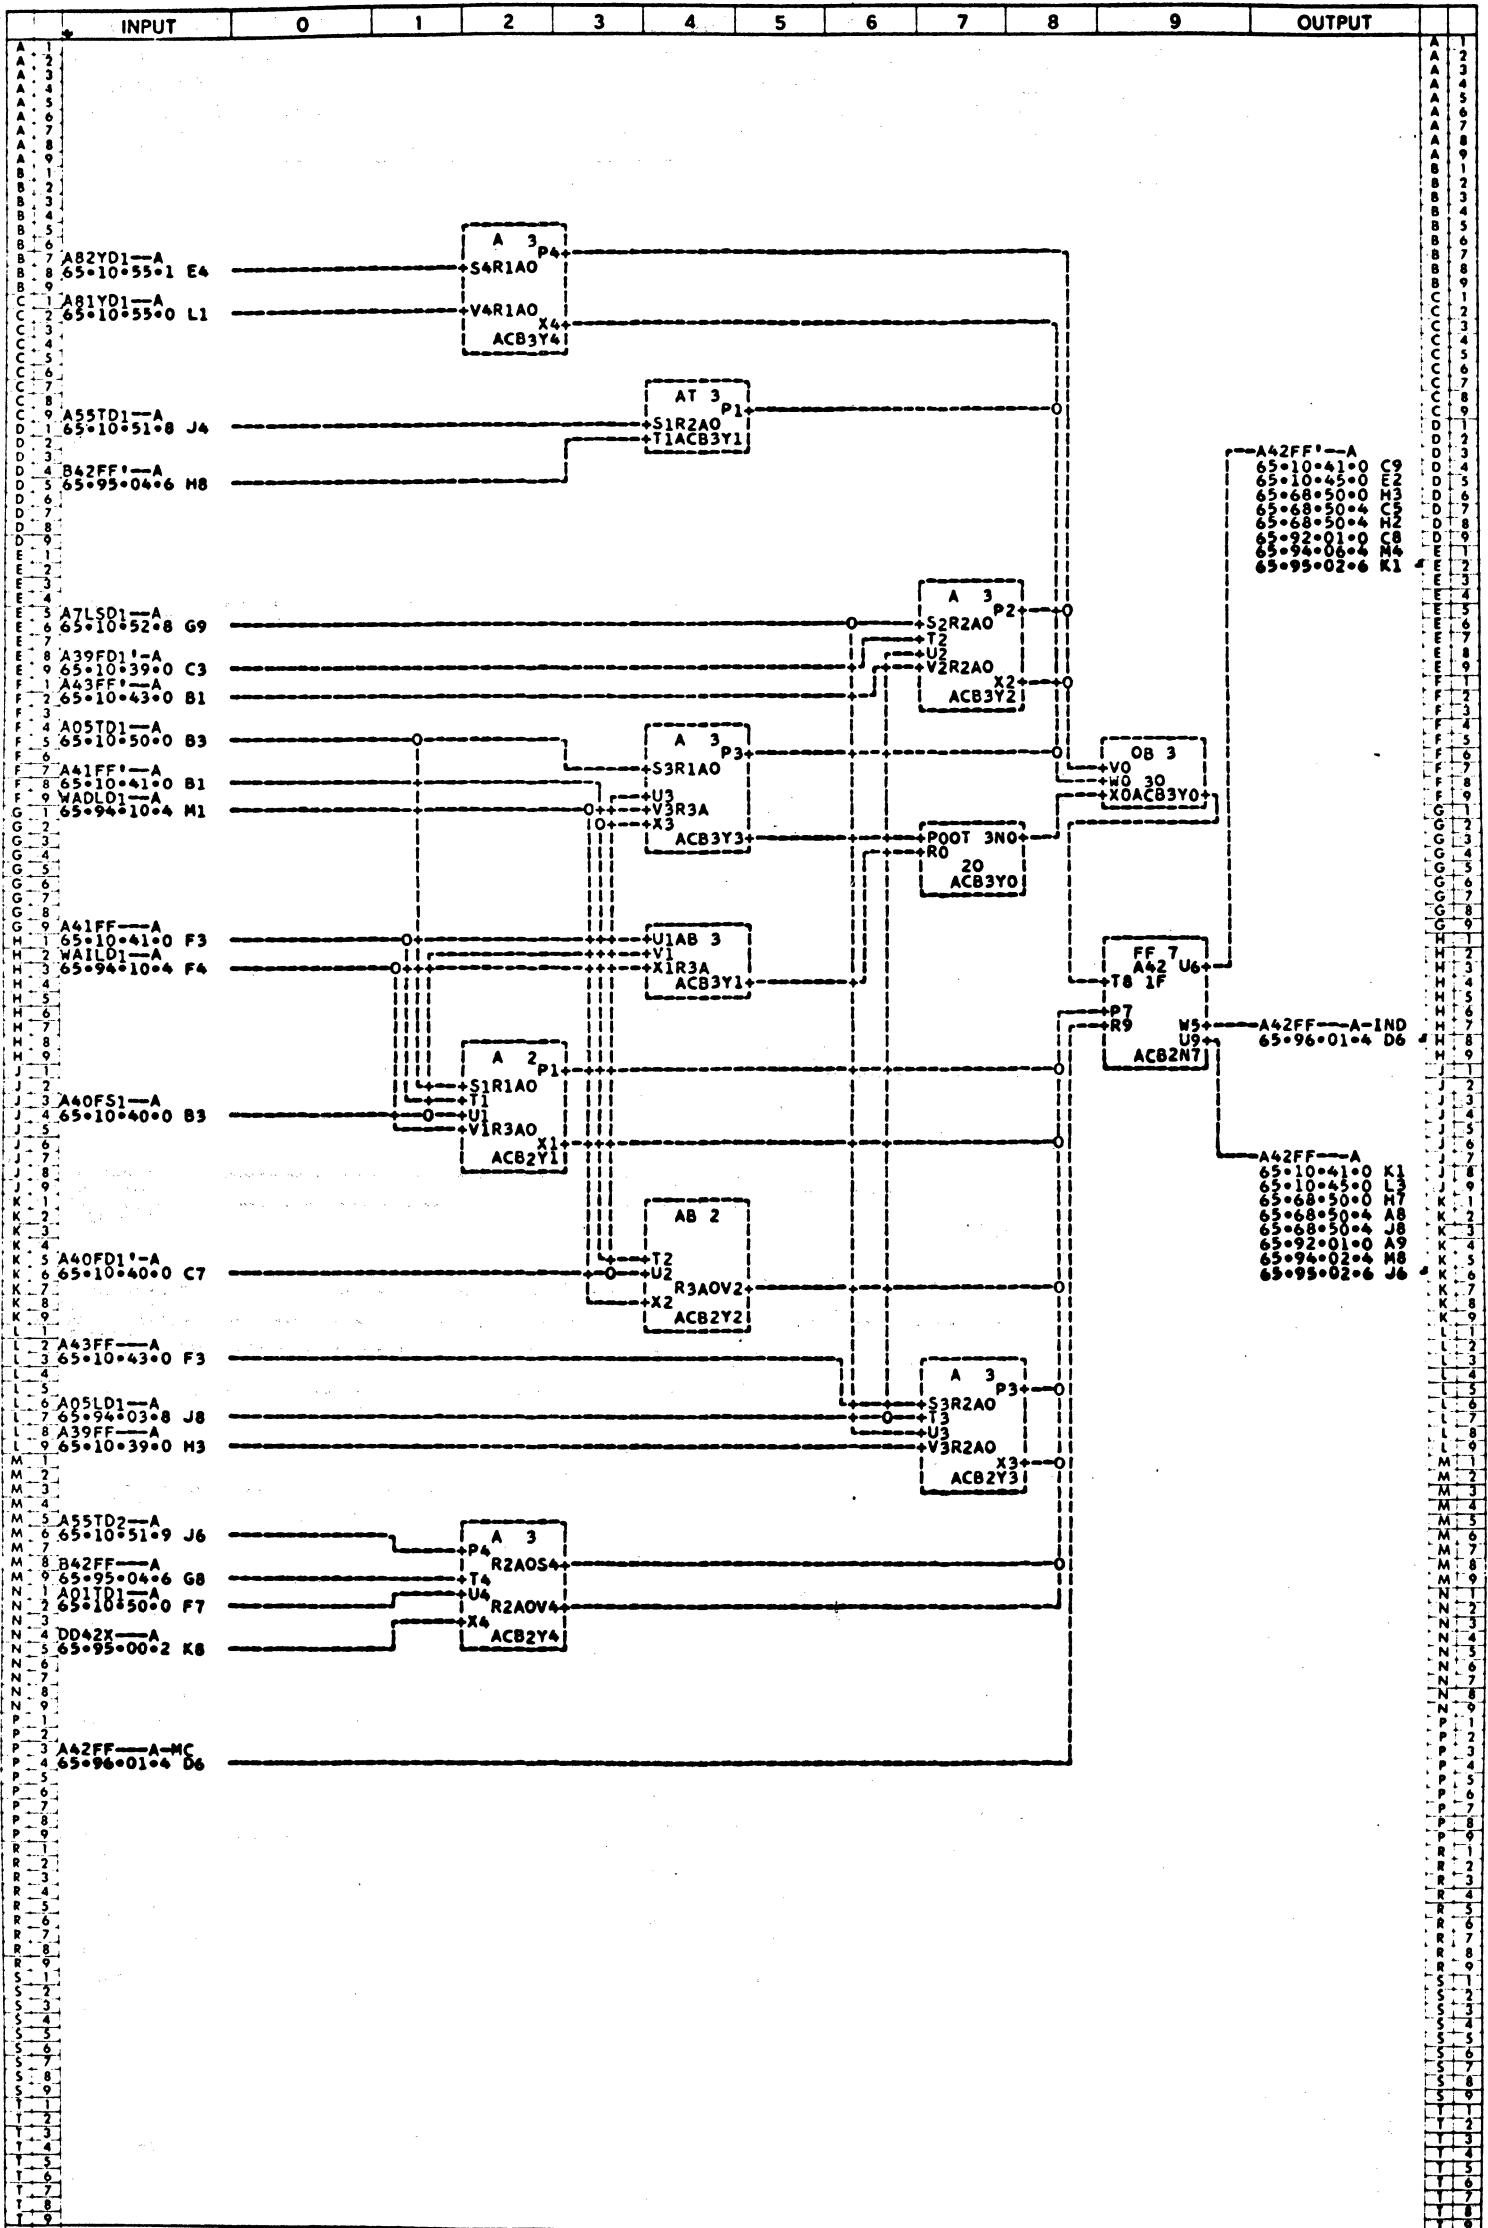 INPUT 0 1 2 3 4 5 6 7 8 1 9 OUTPUT
A 3
P4
A82YD1—A
65•10•55•1 E4
S4R1A0
A81YD1—A
65•10•55•0 L1
V4R1A0
X4
ACB3Y4
AT 3
P1
A55TD1—A
65•10•51•8 J4
S1R2A0
T1ACB3Y1
B42FF'—A
65•95•04•6 H8
A42FF'—A
65•10•41•0 C9
65•10•45•0 E2
65•68•50•0 H3
65•68•50•4 C5
65•68•50•4 H2
65•92•01•0 C8
65•94•06•4 M4
65•95•02•6 K1
A 3
P2
A7LSD1—A
65•10•52•8 G9
S2R2A0
T2
U2
V2R2A0
X2
ACB3Y2
A39FD1'-A
65•10•39•0 C3
A43FF'—A
65•10•43•0 B1
A05TD1—A
65•10•50•0 B3
A 3
P3
S3R1A0
U3
V3R3A
X3
ACB3Y3
A41FF'—A
65•10•41•0 B1
WADLD1—A
65•94•10•4 M1
OB 3
V0
W0 30
X0ACB3Y0
P00T 3N0
R0
20
ACB3Y0
A41FF—A
65•10•41•0 F3
WAILD1—A
65•94•10•4 F4
U1AB 3
V1
X1R3A
ACB3Y1
FF 7
A42 U6
T8 1F
P7
R9 W5
U9
ACB2N7
A42FF—A-IND
65•96•01•4 D6
A 2
P1
S1R1A0
T1
U1
V1R3A0
X1
ACB2Y1
A40FS1—A
65•10•40•0 B3
A42FF—A
65•10•41•0 K1
65•10•45•0 L3
65•68•50•0 H7
65•68•50•4 A8
65•68•50•4 J8
65•92•01•0 A9
65•94•02•4 M8
65•95•02•6 J6
AB 2
T2
U2
R3A0V2
X2
ACB2Y2
A40FD1'-A
65•10•40•0 C7
A43FF—A
65•10•43•0 F3
A 3
P3
S3R2A0
T3
U3
V3R2A0
X3
ACB2Y3
A05LD1—A
65•94•03•8 J8
A39FF—A
65•10•39•0 H3
A55TD2—A
65•10•51•9 J6
A 3
P4
R2A0S4
T4
U4
R2A0V4
X4
ACB2Y4
B42FF—A
65•95•04•6 G8
A01TD1—A
65•10•50•0 F7
DD42X—A
65•95•00•2 K8
A42FF—A-MC
65•96•01•4 D6